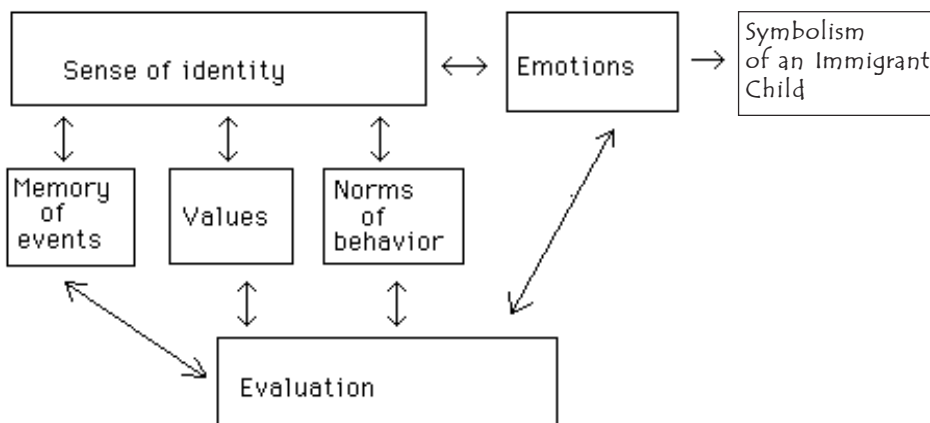 Sense of identity
Emotions
Symbolism
of an Immigrant
Child
Memory
of
events
Values
Norms
of
behavior
Evaluation